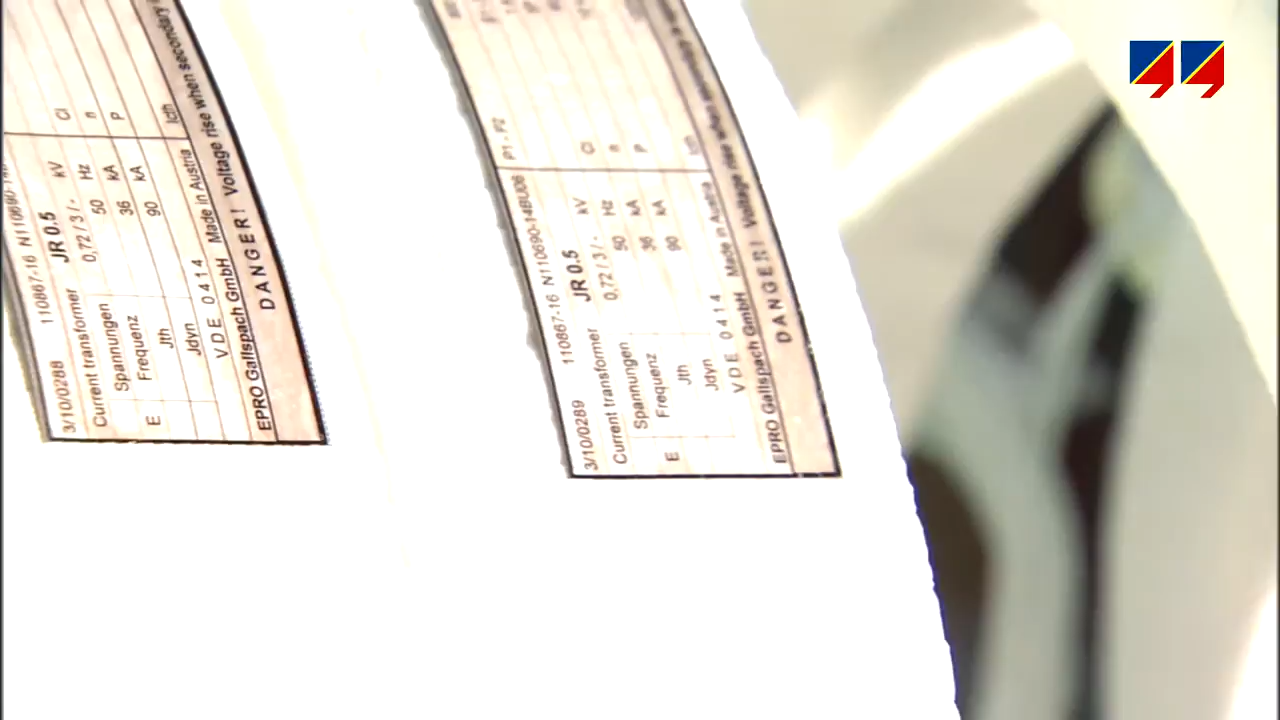 3/10/0288 110867-16
JR 0.5
Current transformer 0,72 / 3 / - kV Cl
Spannungen 50 Hz n
Frequenz 36 kA P
E Jth 90 kA
Jdyn
VDE 0414 Made in Austria
EPRO Gallspach GmbH Voltage rise when secondary
DANGER!
P1 - P2
3/10/0289 110867-16 N110690-14BU06
JR 0.5
Current transformer 0,72 / 3 / - kV Cl
Spannungen 50 Hz n
Frequenz 36 kA P
E Jth 90 kA
Jdyn
VDE 0414 Made in Austria
EPRO Gallspach GmbH Voltage rise
DANGER!